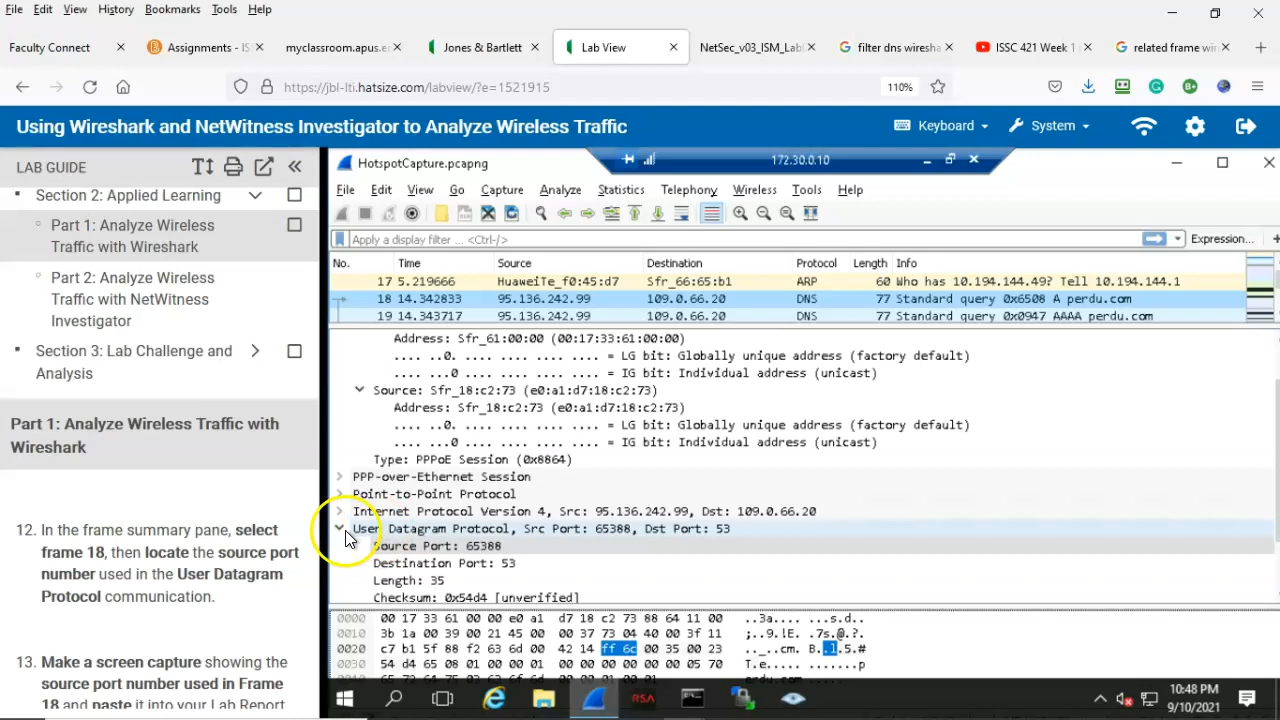 File Edit View History Bookmarks Tools Help
Faculty Connect
Assignments - IS
myclassroom.apus.e
Jones & Bartlett
Lab View
NetSec_v03_ISM_Lab
filter dns wiresha
ISSC 421 Week 1
related frame wire
https://jbl-lti.hatsize.com/labview/?e=1521915
110%
Using Wireshark and NetWitness Investigator to Analyze Wireless Traffic
Keyboard
System
LAB GUIDE
Section 2: Applied Learning
Part 1: Analyze Wireless
Traffic with Wireshark
Part 2: Analyze Wireless
Traffic with NetWitness
Investigator
Section 3: Lab Challenge and
Analysis
Part 1: Analyze Wireless Traffic with
Wireshark
12. In the frame summary pane, select
frame 18, then locate the source port
number used in the User Datagram
Protocol communication.
13. Make a screen capture showing the
source port number used in Frame
18 and paste it into your Lab Report
HotspotCapture.pcapng
172.30.0.10
File Edit View Go Capture Analyze Statistics Telephony Wireless Tools Help
Apply a display filter ... <Ctrl-/>
Expression...
No. Time Source Destination Protocol Length Info
17 5.219666 HuaweiTe_f0:45:d7 Sfr_66:65:b1 ARP 60 Who has 10.194.144.49? Tell 10.194.144.1
18 14.342833 95.136.242.99 109.0.66.20 DNS 77 Standard query 0x6508 A perdu.com
19 14.343717 95.136.242.99 109.0.66.20 DNS 77 Standard query 0x0947 AAAA perdu.com
Address: Sfr_61:00:00 (00:17:33:61:00:00)
.... ..0. .... .... .... .... = LG bit: Globally unique address (factory default)
.... ...0 .... .... .... .... = IG bit: Individual address (unicast)
Source: Sfr_18:c2:73 (e0:a1:d7:18:c2:73)
Address: Sfr_18:c2:73 (e0:a1:d7:18:c2:73)
.... ..0. .... .... .... .... = LG bit: Globally unique address (factory default)
.... ...0 .... .... .... .... = IG bit: Individual address (unicast)
Type: PPPoE Session (0x8864)
PPP-over-Ethernet Session
Point-to-Point Protocol
Internet Protocol Version 4, Src: 95.136.242.99, Dst: 109.0.66.20
User Datagram Protocol, Src Port: 65388, Dst Port: 53
Source Port: 65388
Destination Port: 53
Length: 35
Checksum: 0x54d4 [unverified]
0000 00 17 33 61 00 00 e0 a1 d7 18 c2 73 88 64 11 00 ..3a.... ...s.d..
0010 3b 1a 00 39 00 21 45 00 00 37 73 04 40 00 3f 11 ;..9.!E. .7s.@.?.
0020 c7 b1 5f 88 f2 63 6d 00 42 14 ff 6c 00 35 00 23 .._..cm. B..l.5.#
0030 54 d4 65 08 01 00 00 01 00 00 00 00 00 00 05 70 T.e..... .......p
RSA
10:48 PM
9/10/2021